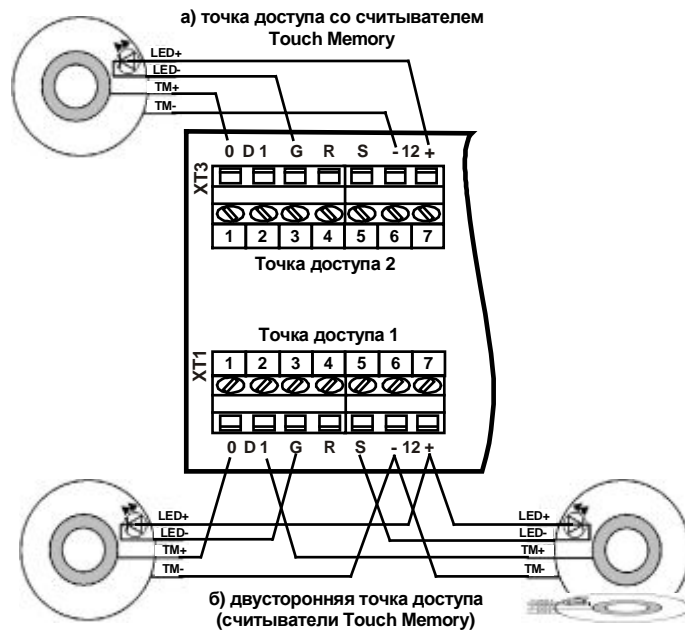 а) точка доступа со считывателем
Touch Memory
LED+
LED-
TM+
TM-
0 D 1 G R S - 12 +
XT3
1 2 3 4 5 6 7
Точка доступа 2
Точка доступа 1
XT1
1 2 3 4 5 6 7
0 D 1 G R S - 12 +
LED+
LED-
TM+
TM-
LED+
LED-
TM+
TM-
б) двусторонняя точка доступа
(считыватели Touch Memory)